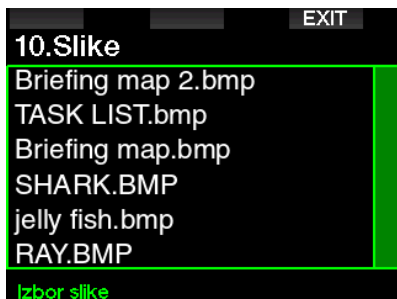 EXIT
10.Slike
Briefing map 2.bmp
TASK LIST.bmp
Briefing map.bmp
SHARK.BMP
jelly fish.bmp
RAY.BMP
Izbor slike